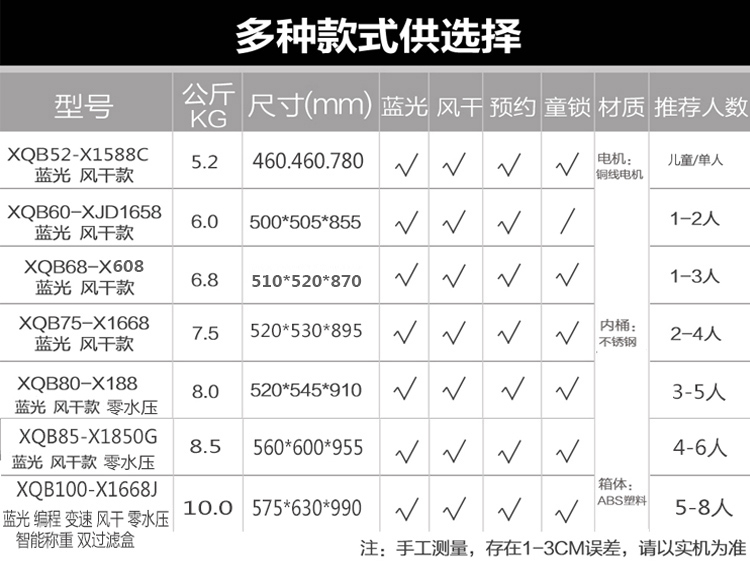 多种款式供选择
型号 公斤KG 尺寸(mm) 蓝光 风干 预约 童锁 材质 推荐人数
XQB52-X1588C 5.2 460.460.780 √ √ √ √ 电机: 儿童/单人
蓝光 风干款 铜线电机
XQB60-XJD1658 6.0 500*505*855 √ √ √ / 1-2人
蓝光 风干款
XQB68-X608 6.8 510*520*870 √ √ √ √ 1-3人
蓝光 风干款
XQB75-X1668 7.5 520*530*895 √ √ √ √ 内桶: 2-4人
蓝光 风干款 不锈钢
XQB80-X188 8.0 520*545*910 √ √ √ √ 3-5人
蓝光 风干款 零水压
XQB85-X1850G 8.5 560*600*955 √ √ √ √ 4-6人
蓝光 风干款 零水压
XQB100-X1668J 10.0 575*630*990 √ √ √ √ 箱体: 5-8人
蓝光 编程 变速 风干 零水压 ABS塑料
智能称重 双过滤盒
注: 手工测量, 存在1-3CM误差, 请以实机为准